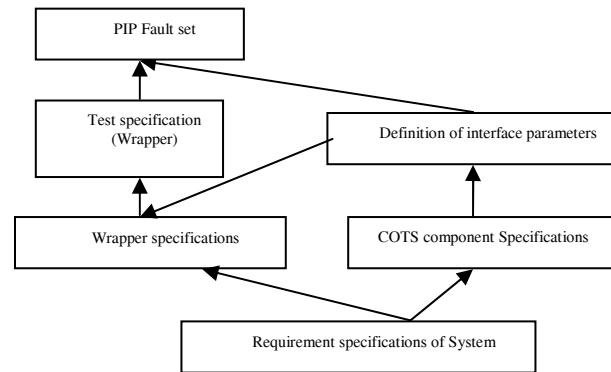 PIP Fault set
Test specification
(Wrapper)
Definition of interface parameters
Wrapper specifications
COTS component Specifications
Requirement specifications of System